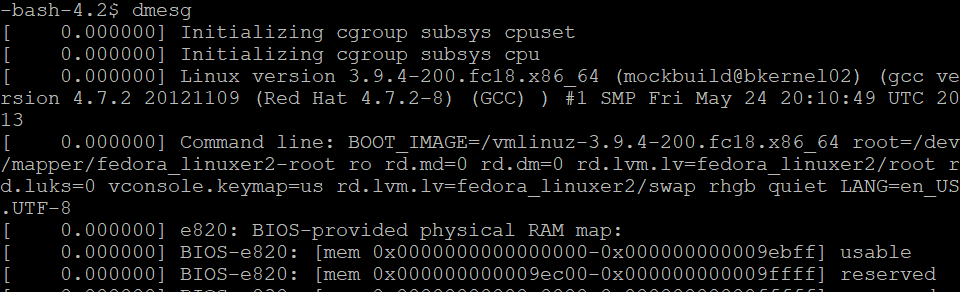 -bash-4.2$ dmesg
[    0.000000] Initializing cgroup subsys cpuset
[    0.000000] Initializing cgroup subsys cpu
[    0.000000] Linux version 3.9.4-200.fc18.x86_64 (mockbuild@bkernel02) (gcc ve
rsion 4.7.2 20121109 (Red Hat 4.7.2-8) (GCC) ) #1 SMP Fri May 24 20:10:49 UTC 20
13
[    0.000000] Command line: BOOT_IMAGE=/vmlinuz-3.9.4-200.fc18.x86_64 root=/dev
/mapper/fedora_linuxer2-root ro rd.md=0 rd.dm=0 rd.lvm.lv=fedora_linuxer2/root r
d.luks=0 vconsole.keymap=us rd.lvm.lv=fedora_linuxer2/swap rhgb quiet LANG=en_US
.UTF-8
[    0.000000] e820: BIOS-provided physical RAM map:
[    0.000000] BIOS-e820: [mem 0x0000000000000000-0x000000000009ebff] usable
[    0.000000] BIOS-e820: [mem 0x000000000009ec00-0x000000000009ffff] reserved